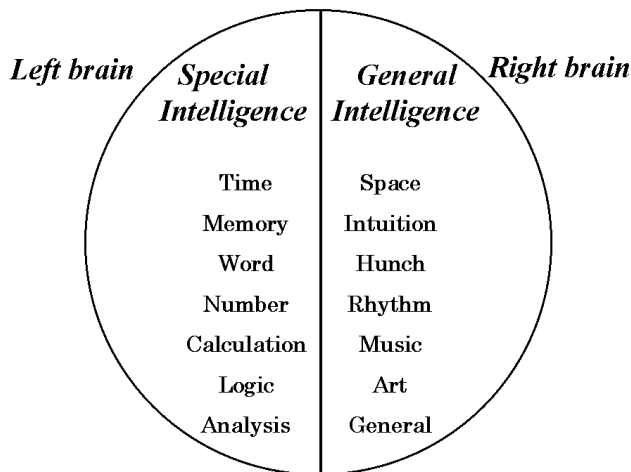 Left brain
Special
Intelligence
General
Intelligence
Right brain
Time
Memory
Word
Number
Calculation
Logic
Analysis
Space
Intuition
Hunch
Rhythm
Music
Art
General